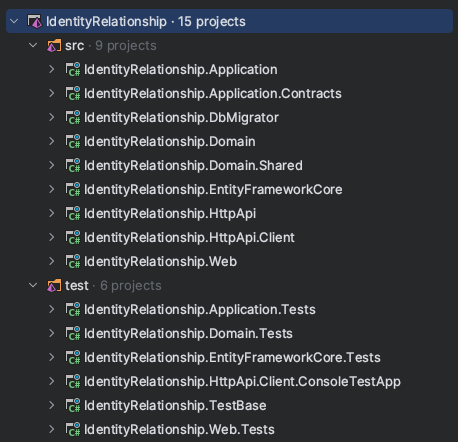 IdentityRelationship · 15 projects
src · 9 projects
C# IdentityRelationship.Application
C# IdentityRelationship.Application.Contracts
C# IdentityRelationship.DbMigrator
C# IdentityRelationship.Domain
C# IdentityRelationship.Domain.Shared
C# IdentityRelationship.EntityFrameworkCore
C# IdentityRelationship.HttpApi
C# IdentityRelationship.HttpApi.Client
C# IdentityRelationship.Web
test · 6 projects
C# IdentityRelationship.Application.Tests
C# IdentityRelationship.Domain.Tests
C# IdentityRelationship.EntityFrameworkCore.Tests
C# IdentityRelationship.HttpApi.Client.ConsoleTestApp
C# IdentityRelationship.TestBase
C# IdentityRelationship.Web.Tests